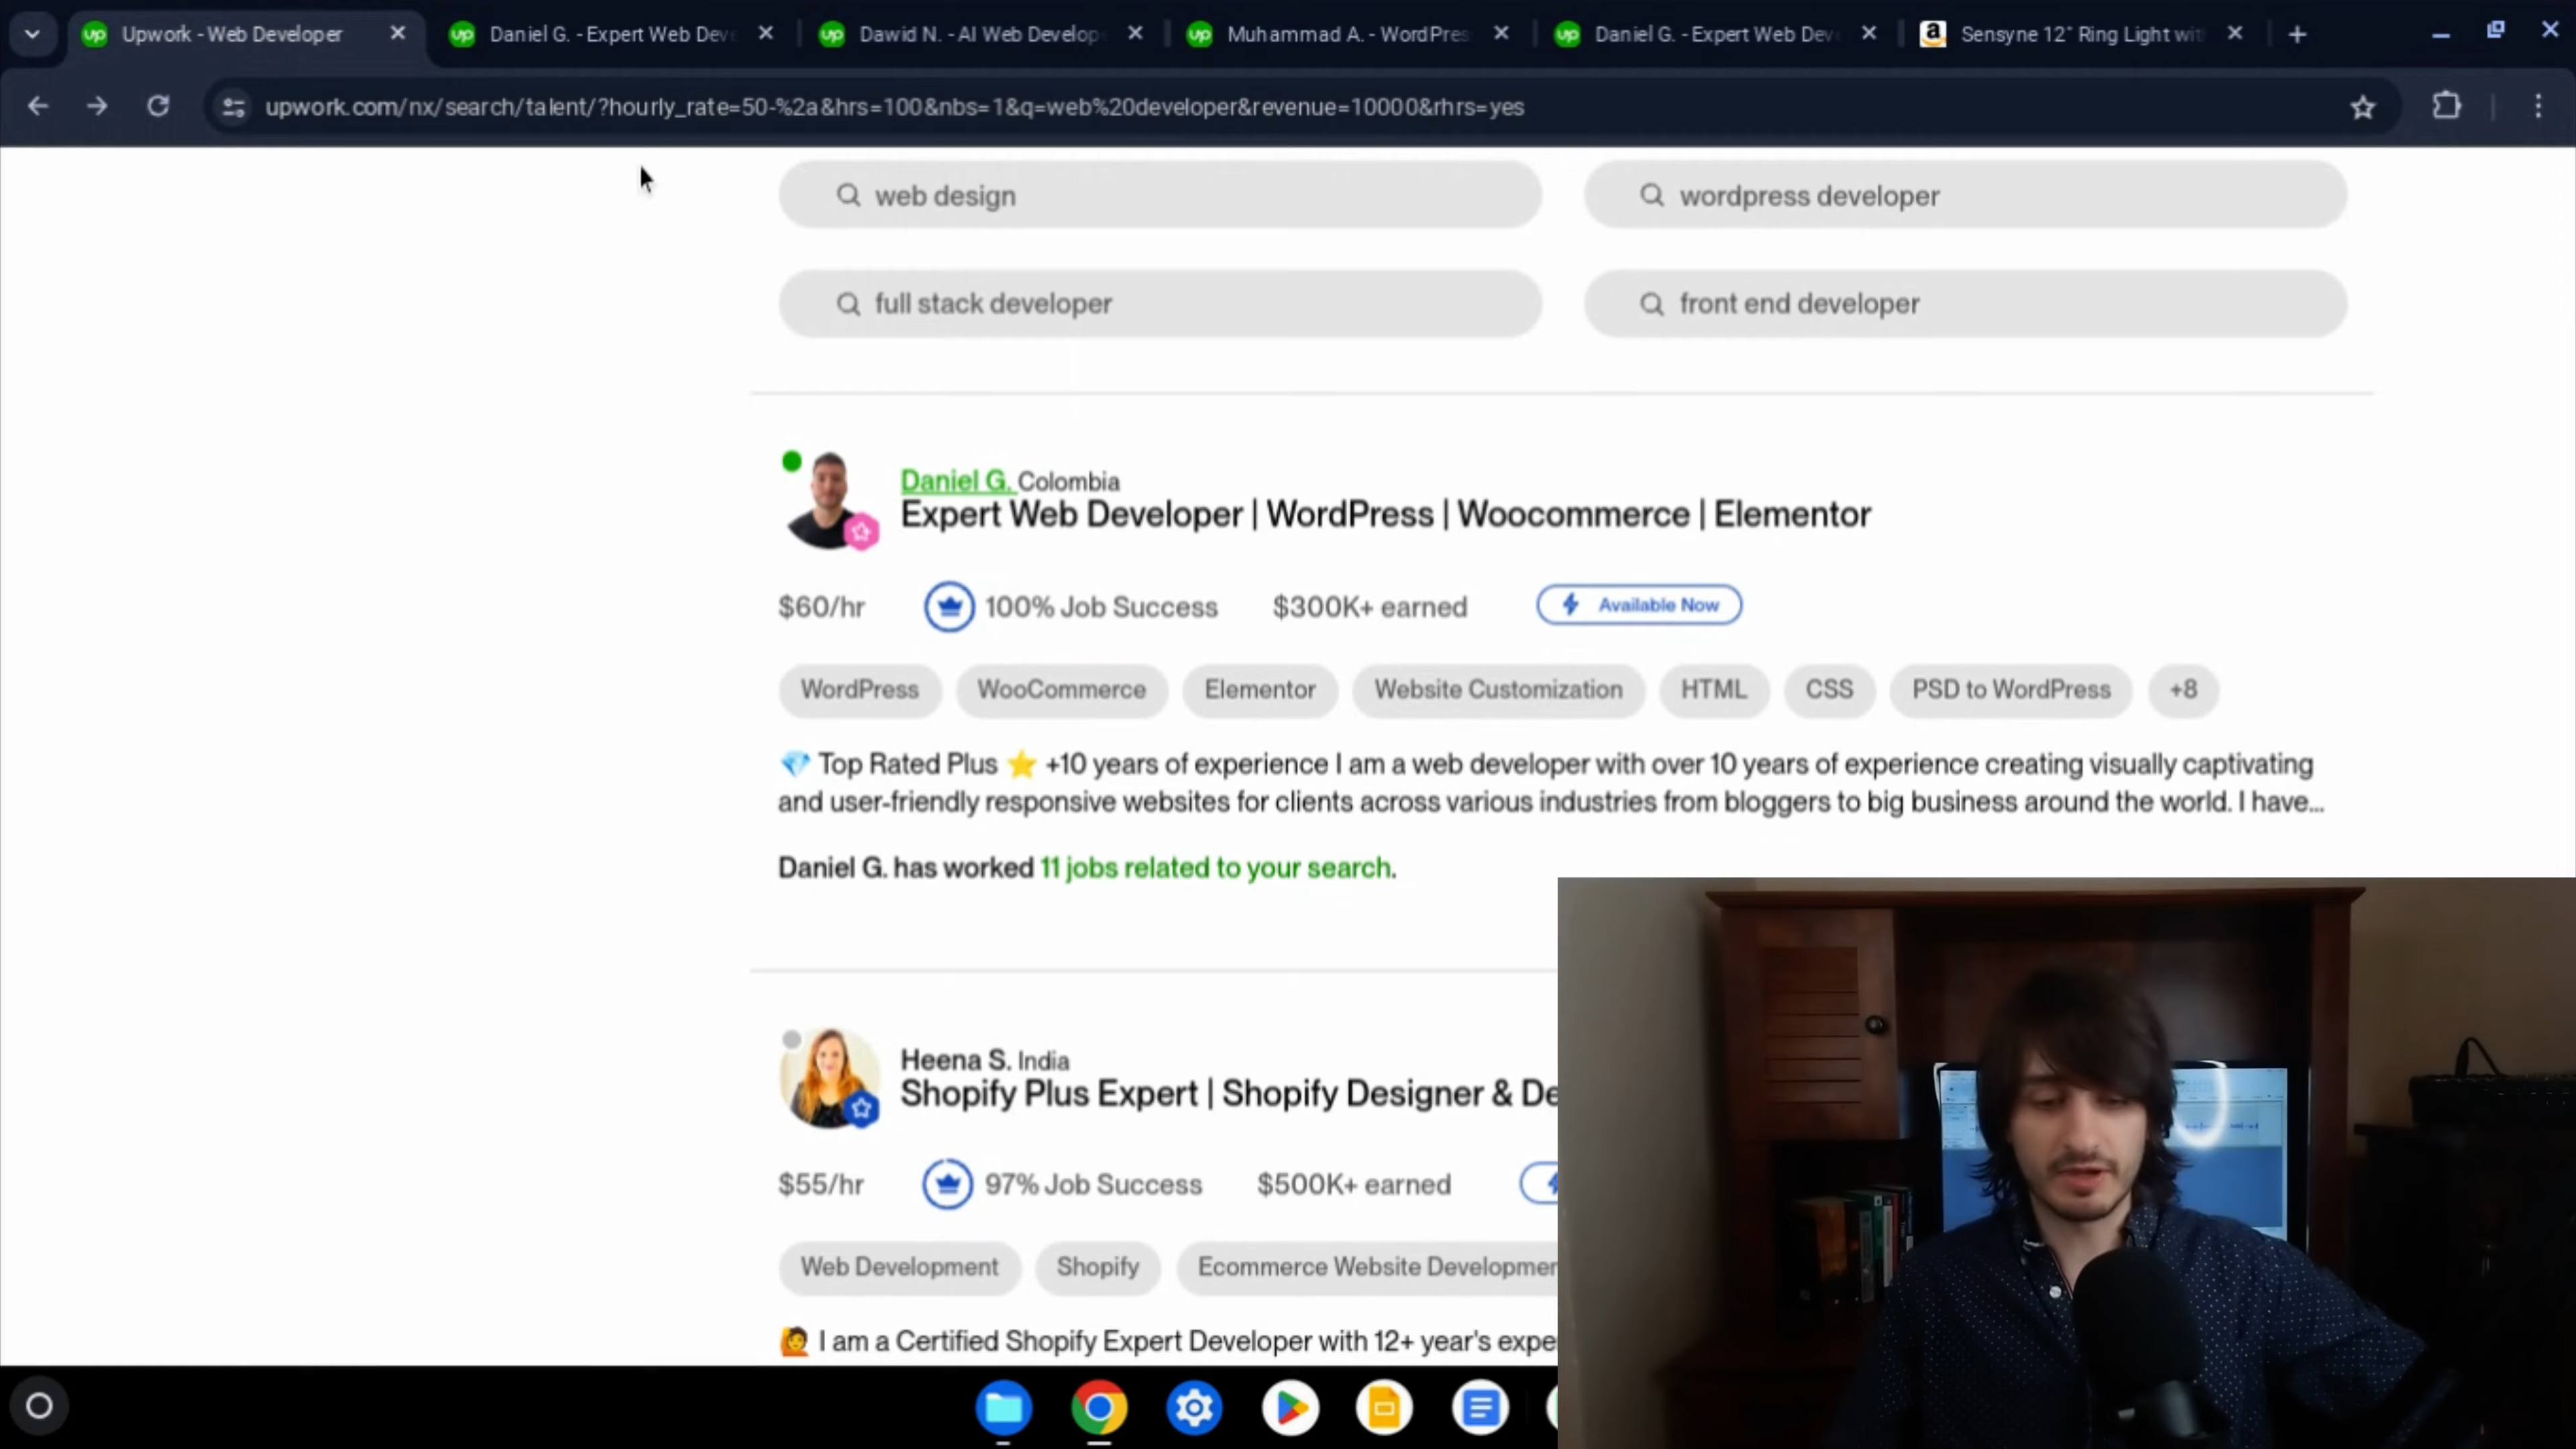 Upwork - Web Developer
Daniel G. - Expert Web Deve
Dawid N. - AI Web Develop
Muhammad A. - WordPres
Daniel G. - Expert Web Dev
Sensyne 12" Ring Light wit
upwork.com/nx/search/talent/?hourly_rate=50-%2a&hrs=100&nbs=1&q=web%20developer&revenue=10000&rhrs=yes
web design
wordpress developer
full stack developer
front end developer
Daniel G. Colombia
Expert Web Developer | WordPress | Woocommerce | Elementor
$60/hr 100% Job Success $300K+ earned Available Now
WordPress WooCommerce Elementor Website Customization HTML CSS PSD to WordPress +8
💎 Top Rated Plus ⭐ +10 years of experience I am a web developer with over 10 years of experience creating visually captivating
and user-friendly responsive websites for clients across various industries from bloggers to big business around the world. I have...
Daniel G. has worked 11 jobs related to your search.
Heena S. India
Shopify Plus Expert | Shopify Designer & De
$55/hr 97% Job Success $500K+ earned
Web Development Shopify Ecommerce Website Developmen
🙋 I am a Certified Shopify Expert Developer with 12+ year's expe